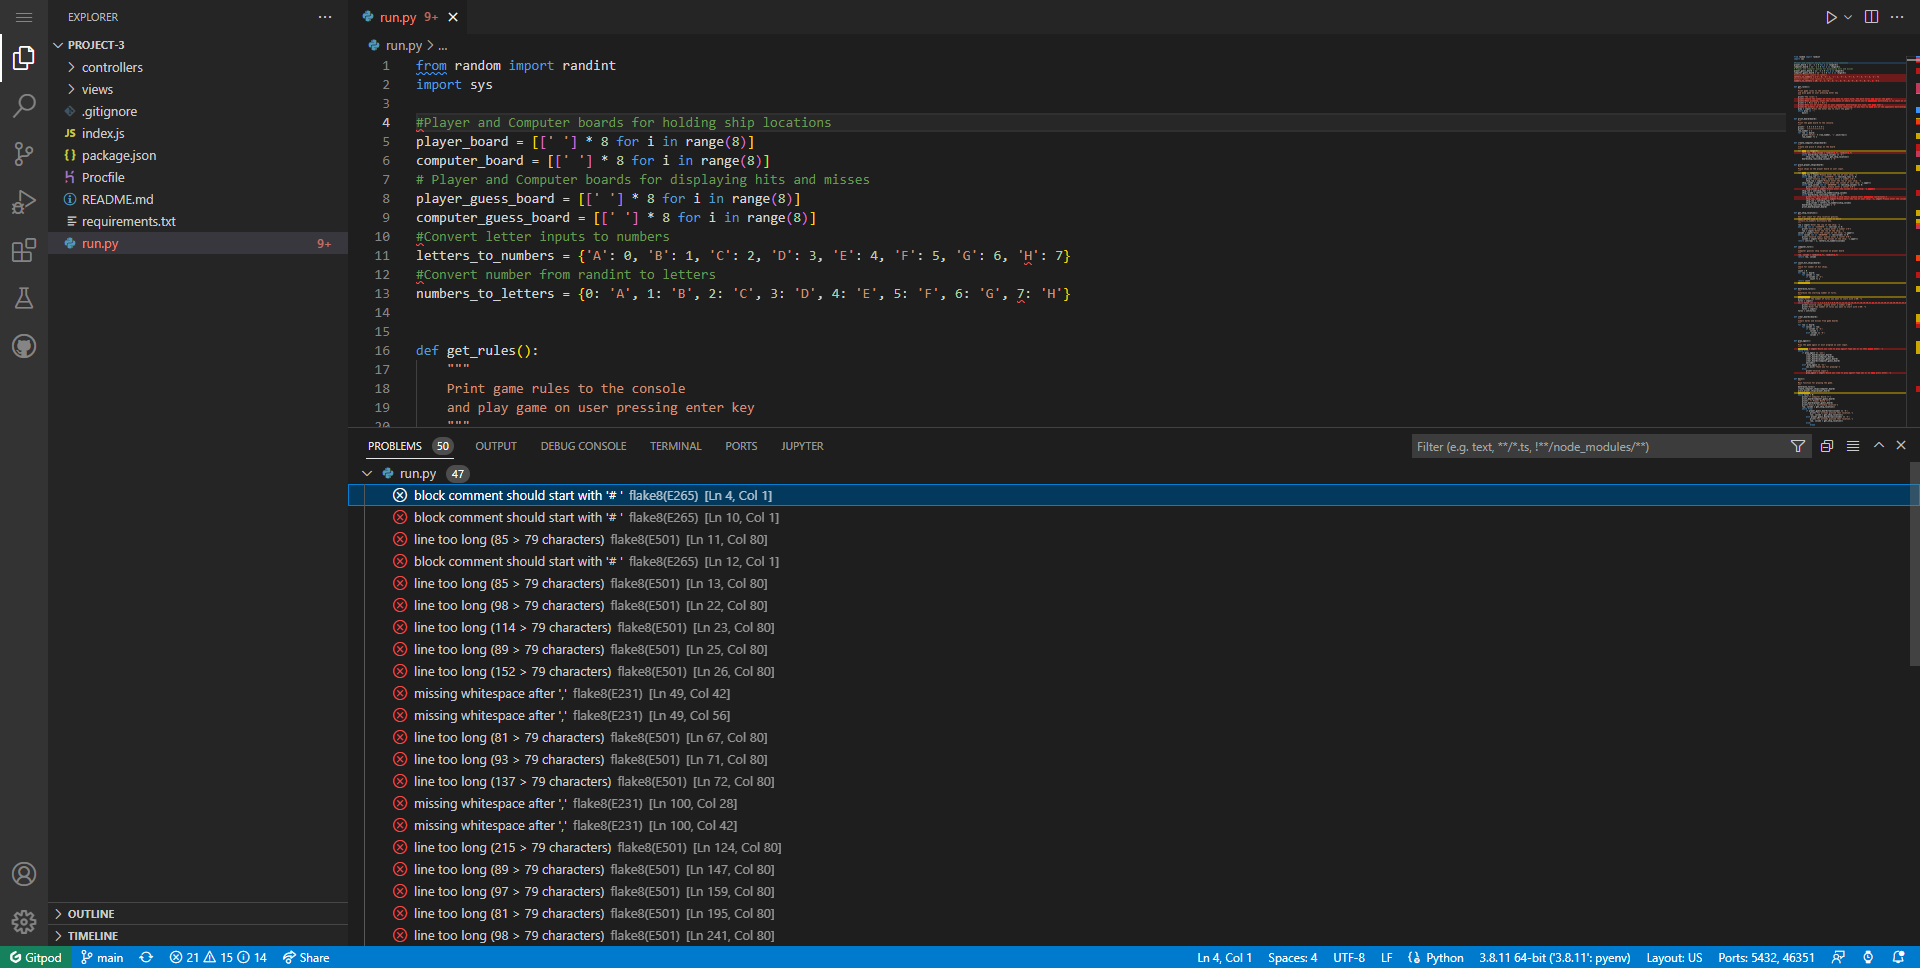 EXPLORER
PROJECT-3
controllers
views
.gitignore
JS index.js
{} package.json
Procfile
README.md
requirements.txt
run.py 9+
OUTLINE
TIMELINE
run.py 9+
run.py > ...
1 from random import randint
2 import sys
3
4 #Player and Computer boards for holding ship locations
5 player_board = [[' '] * 8 for i in range(8)]
6 computer_board = [[' '] * 8 for i in range(8)]
7 # Player and Computer boards for displaying hits and misses
8 player_guess_board = [[' '] * 8 for i in range(8)]
9 computer_guess_board = [[' '] * 8 for i in range(8)]
10 #Convert letter inputs to numbers
11 letters_to_numbers = {'A': 0, 'B': 1, 'C': 2, 'D': 3, 'E': 4, 'F': 5, 'G': 6, 'H': 7}
12 #Convert number from randint to letters
13 numbers_to_letters = {0: 'A', 1: 'B', 2: 'C', 3: 'D', 4: 'E', 5: 'F', 6: 'G', 7: 'H'}
14
15
16 def get_rules():
17 """
18 Print game rules to the console
19 and play game on user pressing enter key
20 """
PROBLEMS 50 OUTPUT DEBUG CONSOLE TERMINAL PORTS JUPYTER Filter (e.g. text, **/*.ts, !**/node_modules/**)
run.py 47
block comment should start with '# ' flake8(E265) [Ln 4, Col 1]
block comment should start with '# ' flake8(E265) [Ln 10, Col 1]
line too long (85 > 79 characters) flake8(E501) [Ln 11, Col 80]
block comment should start with '# ' flake8(E265) [Ln 12, Col 1]
line too long (85 > 79 characters) flake8(E501) [Ln 13, Col 80]
line too long (98 > 79 characters) flake8(E501) [Ln 22, Col 80]
line too long (114 > 79 characters) flake8(E501) [Ln 23, Col 80]
line too long (89 > 79 characters) flake8(E501) [Ln 25, Col 80]
line too long (152 > 79 characters) flake8(E501) [Ln 26, Col 80]
missing whitespace after ',' flake8(E231) [Ln 49, Col 42]
missing whitespace after ',' flake8(E231) [Ln 49, Col 56]
line too long (81 > 79 characters) flake8(E501) [Ln 67, Col 80]
line too long (93 > 79 characters) flake8(E501) [Ln 71, Col 80]
line too long (137 > 79 characters) flake8(E501) [Ln 72, Col 80]
missing whitespace after ',' flake8(E231) [Ln 100, Col 28]
missing whitespace after ',' flake8(E231) [Ln 100, Col 42]
line too long (215 > 79 characters) flake8(E501) [Ln 124, Col 80]
line too long (89 > 79 characters) flake8(E501) [Ln 147, Col 80]
line too long (97 > 79 characters) flake8(E501) [Ln 159, Col 80]
line too long (81 > 79 characters) flake8(E501) [Ln 195, Col 80]
line too long (98 > 79 characters) flake8(E501) [Ln 241, Col 80]
Gitpod main 21 15 14 Share Ln 4, Col 1 Spaces: 4 UTF-8 LF Python 3.8.11 64-bit ('3.8.11': pyenv) Layout: US Ports: 5432, 46351